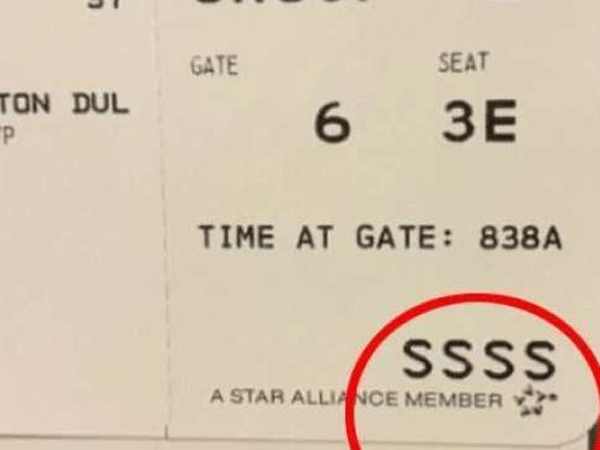 GATE SEAT
TON DUL
6 3E
TIME AT GATE: 838A
SSSS
A STAR ALLIANCE MEMBER